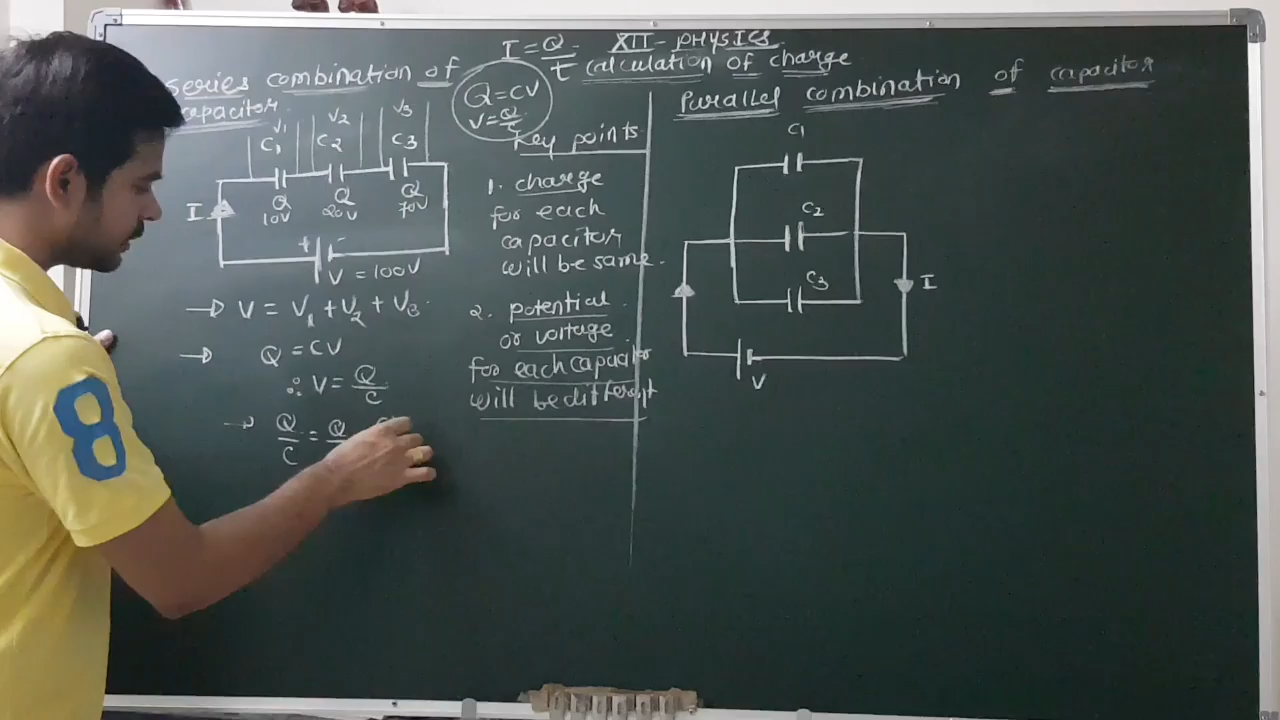 XII - PHYSICS
I = Q/t calculation of charge
Series combination of
capacitor
Q = CV
V = Q/C
V1 V2 V3
C1 C2 C3
Q Q Q
10V 20V 70V
I
+ -
V = 100V
→ V = V1 + V2 + V3
→ Q = CV
∴ V = Q/C
→ Q/C = Q
Key points
1. charge
for each
capacitor
will be same.
2. potential
or voltage
for each capacitor
will be different
Parallel combination of capacitor
C1
C2
C3
I
V
8